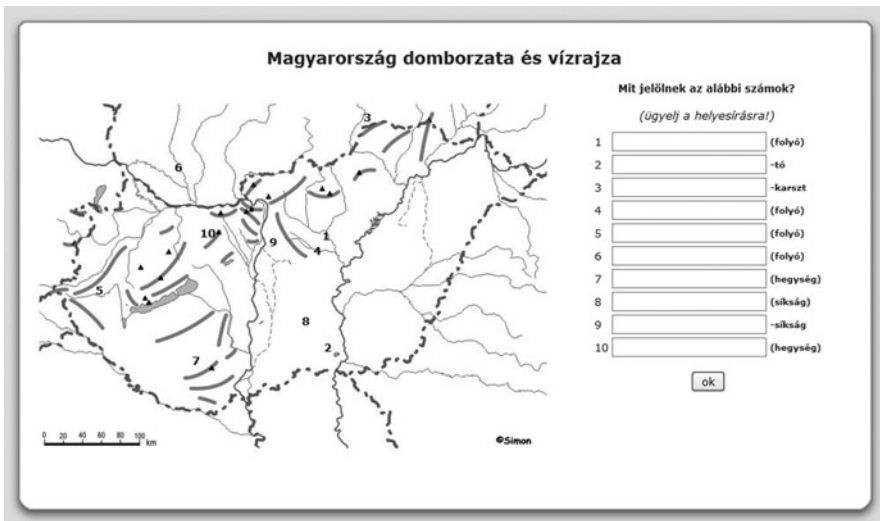 Magyarország domborzata és vízrajza
Mit jelölnek az alábbi számok?
(ügyelj a helyesírásra!)
1 (folyó)
2 -tó
3 -karszt
4 (folyó)
5 (folyó)
6 (folyó)
7 (hegység)
8 (síkság)
9 -síkság
10 (hegység)
ok
3
6
10
9
1
4
5
8
7
2
0 20 40 60 80 100 km
©Simon